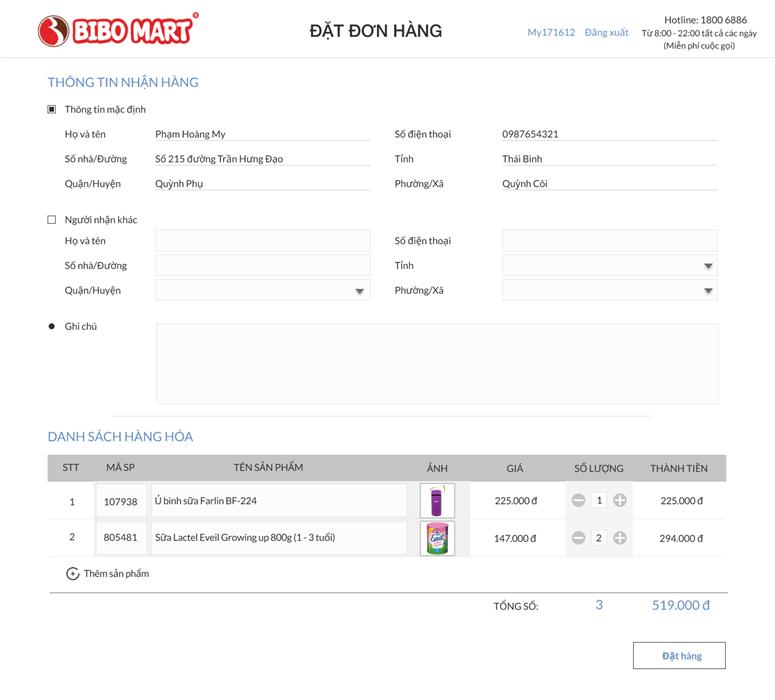 BIBO MART
ĐẶT ĐƠN HÀNG
My171612 Đăng xuất
Hotline: 1800 6886
Từ 8:00 - 22:00 tất cả các ngày
(Miễn phí cuộc gọi)
THÔNG TIN NHẬN HÀNG
Thông tin mặc định
Họ và tên Phạm Hoàng My Số điện thoại 0987654321
Số nhà/Đường Số 215 đường Trần Hưng Đạo Tỉnh Thái Bình
Quận/Huyện Quỳnh Phụ Phường/Xã Quỳnh Côi
Người nhận khác
Họ và tên Số điện thoại
Số nhà/Đường Tỉnh
Quận/Huyện Phường/Xã
Ghi chú
DANH SÁCH HÀNG HÓA
STT MÃ SP TÊN SẢN PHẨM ẢNH GIÁ SỐ LƯỢNG THÀNH TIỀN
1 107938 Ủ bình sữa Farlin BF-224 225.000 đ 1 225.000 đ
2 805481 Sữa Lactel Eveil Growing up 800g (1 - 3 tuổi) 147.000 đ 2 294.000 đ
Thêm sản phẩm
TỔNG SỐ: 3 519.000 đ
Đặt hàng